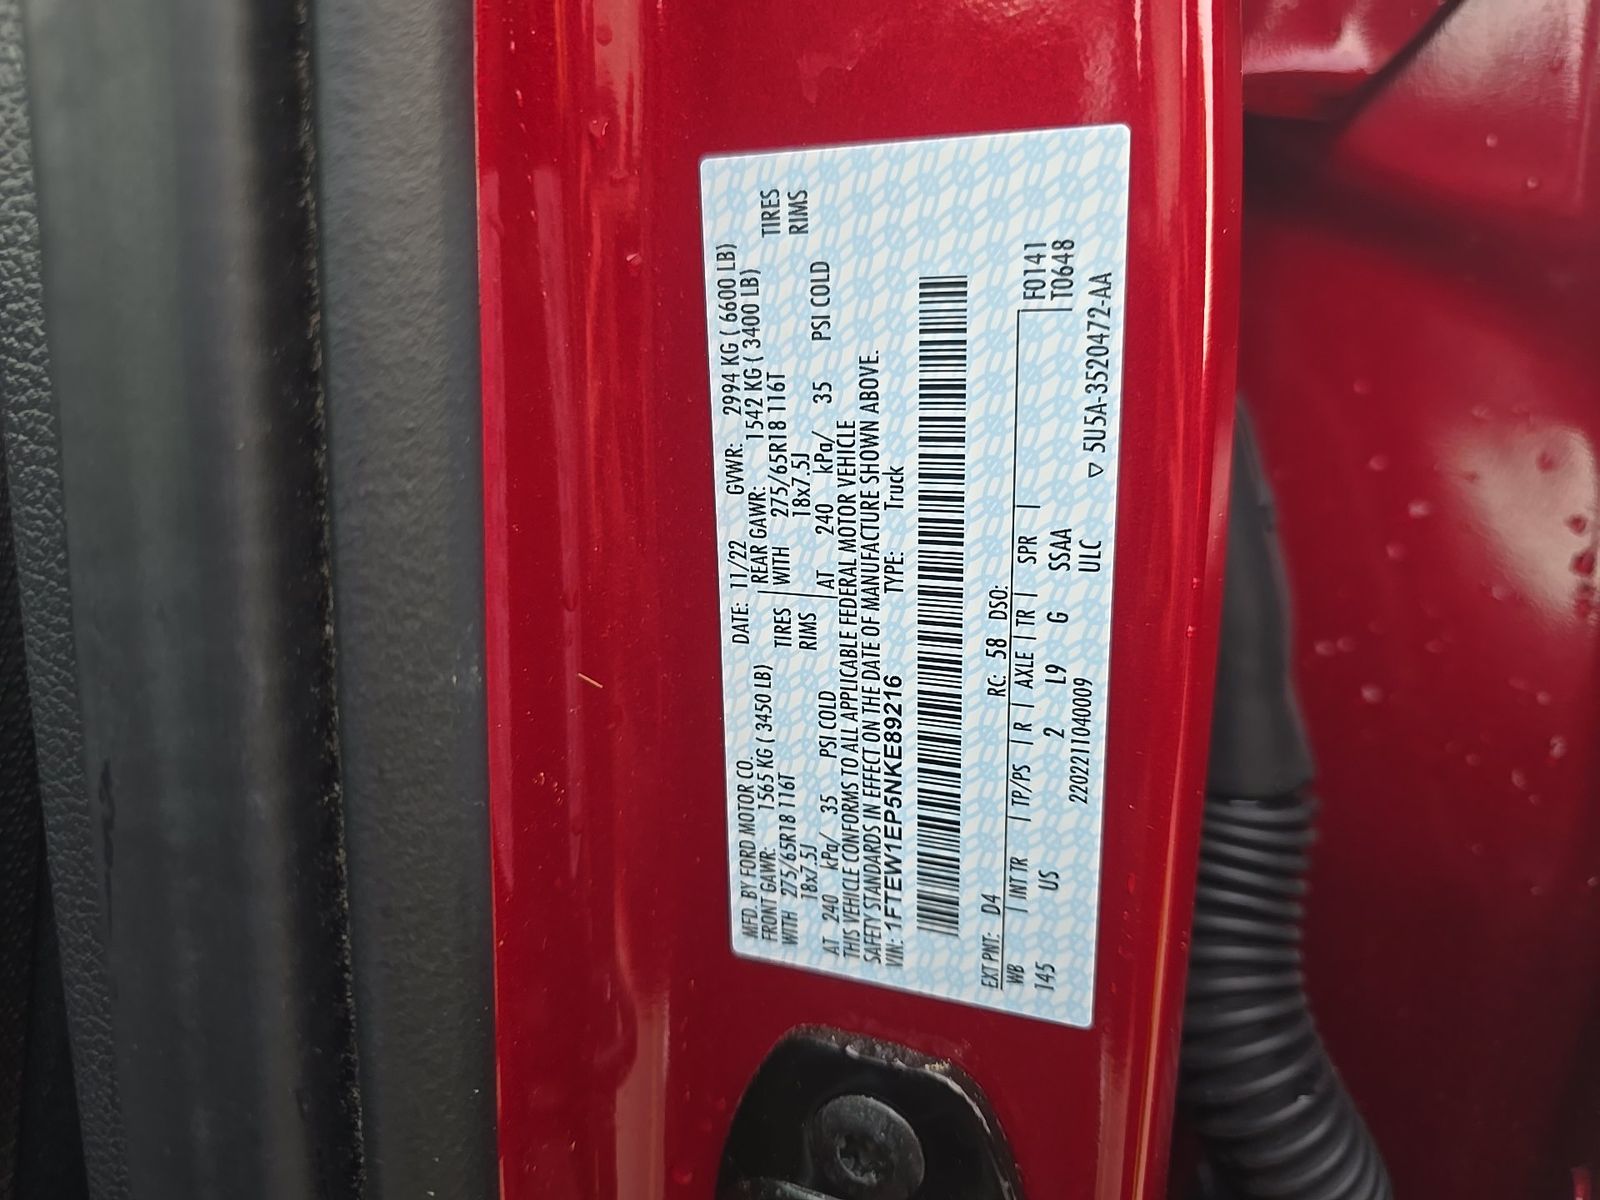 MFD. BY FORD MOTOR CO. DATE: 11/22 GVWR: 2994 KG ( 6600 LB)
FRONT GAWR: 1565 KG ( 3450 LB) REAR GAWR: 1542 KG ( 3400 LB)
WITH 275/65R18 116T TIRES WITH 275/65R18 116T TIRES
18x7.5J RIMS 18x7.5J RIMS
AT 240 kPa/ 35 PSI COLD AT 240 kPa/ 35 PSI COLD
THIS VEHICLE CONFORMS TO ALL APPLICABLE FEDERAL MOTOR VEHICLE
SAFETY STANDARDS IN EFFECT ON THE DATE OF MANUFACTURE SHOWN ABOVE.
VIN: 1FTEW1EP5NKE89216 TYPE: Truck
EXT PNT: D4 RC: 58 DSO:
WB | INT TR | TP/PS | R | AXLE | TR | SPR | F0141
145 US 2 L9 G SSAA T0648
2202211040009 ULC ▽ 5U5A-3520472-AA